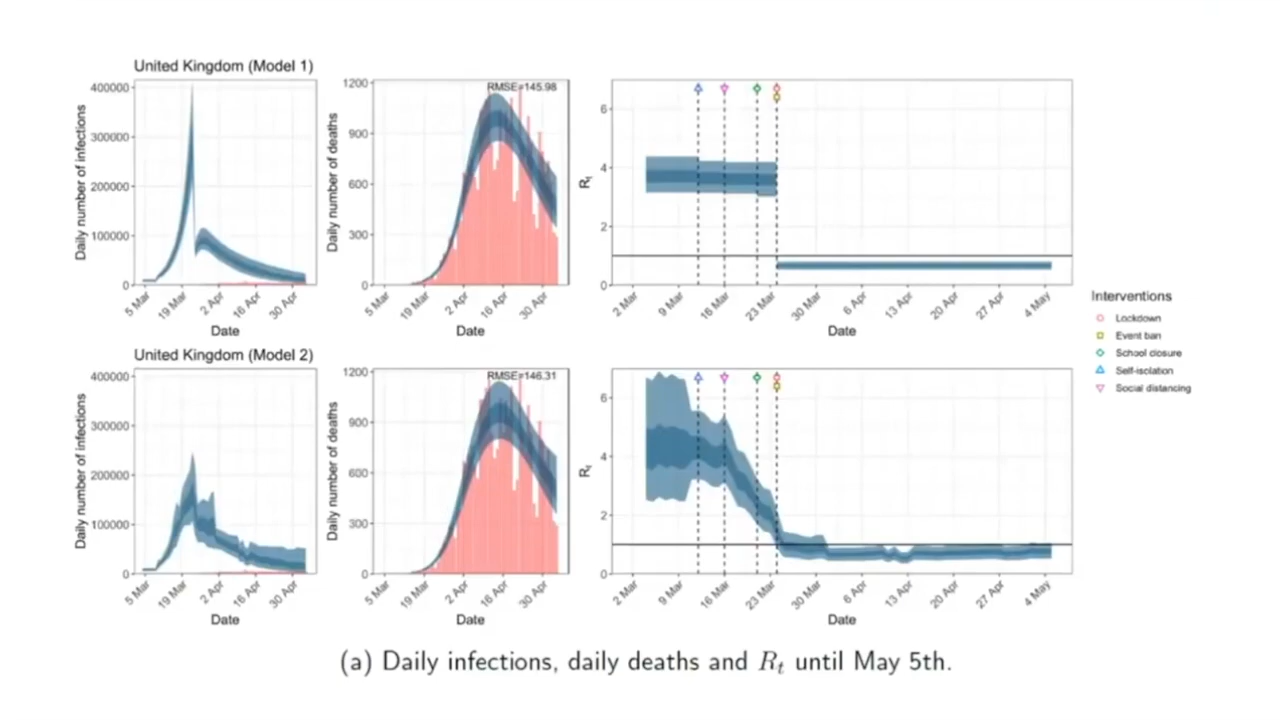 United Kingdom (Model 1)
Daily number of infections
400000
300000
200000
100000
0
5 Mar
19 Mar
2 Apr
16 Apr
30 Apr
Date
Daily number of deaths
1200
900
600
300
0
RMSE=145.98
5 Mar
19 Mar
2 Apr
16 Apr
30 Apr
Date
Rt
6
4
2
0
2 Mar
9 Mar
16 Mar
23 Mar
30 Mar
6 Apr
13 Apr
20 Apr
27 Apr
4 May
Date
United Kingdom (Model 2)
Daily number of infections
400000
300000
200000
100000
0
5 Mar
19 Mar
2 Apr
16 Apr
30 Apr
Date
Daily number of deaths
1200
900
600
300
0
RMSE=146.31
5 Mar
19 Mar
2 Apr
16 Apr
30 Apr
Date
Rt
6
4
2
0
2 Mar
9 Mar
16 Mar
23 Mar
30 Mar
6 Apr
13 Apr
20 Apr
27 Apr
4 May
Date
Interventions
Lockdown
Event ban
School closure
Self-isolation
Social distancing
(a) Daily infections, daily deaths and Rt until May 5th.